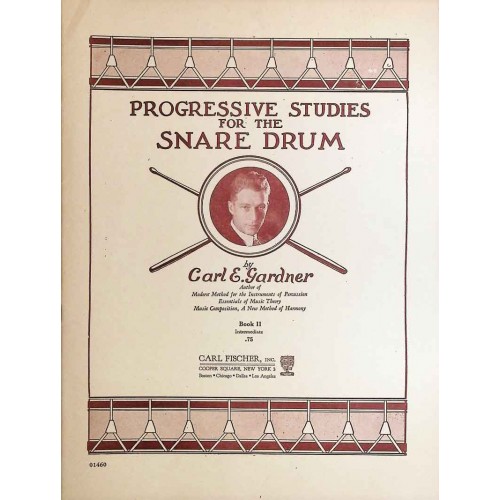 PROGRESSIVE STUDIES
FOR THE
SNARE DRUM
by
Carl E. Gardner
Author of
Modern Method for the Instruments of Percussion
Essentials of Music Theory
Music Composition, A New Method of Harmony
Book II
Intermediate
.75
CARL FISCHER, INC.
COOPER SQUARE, NEW YORK 3
Boston • Chicago • Dallas • Los Angeles
01460